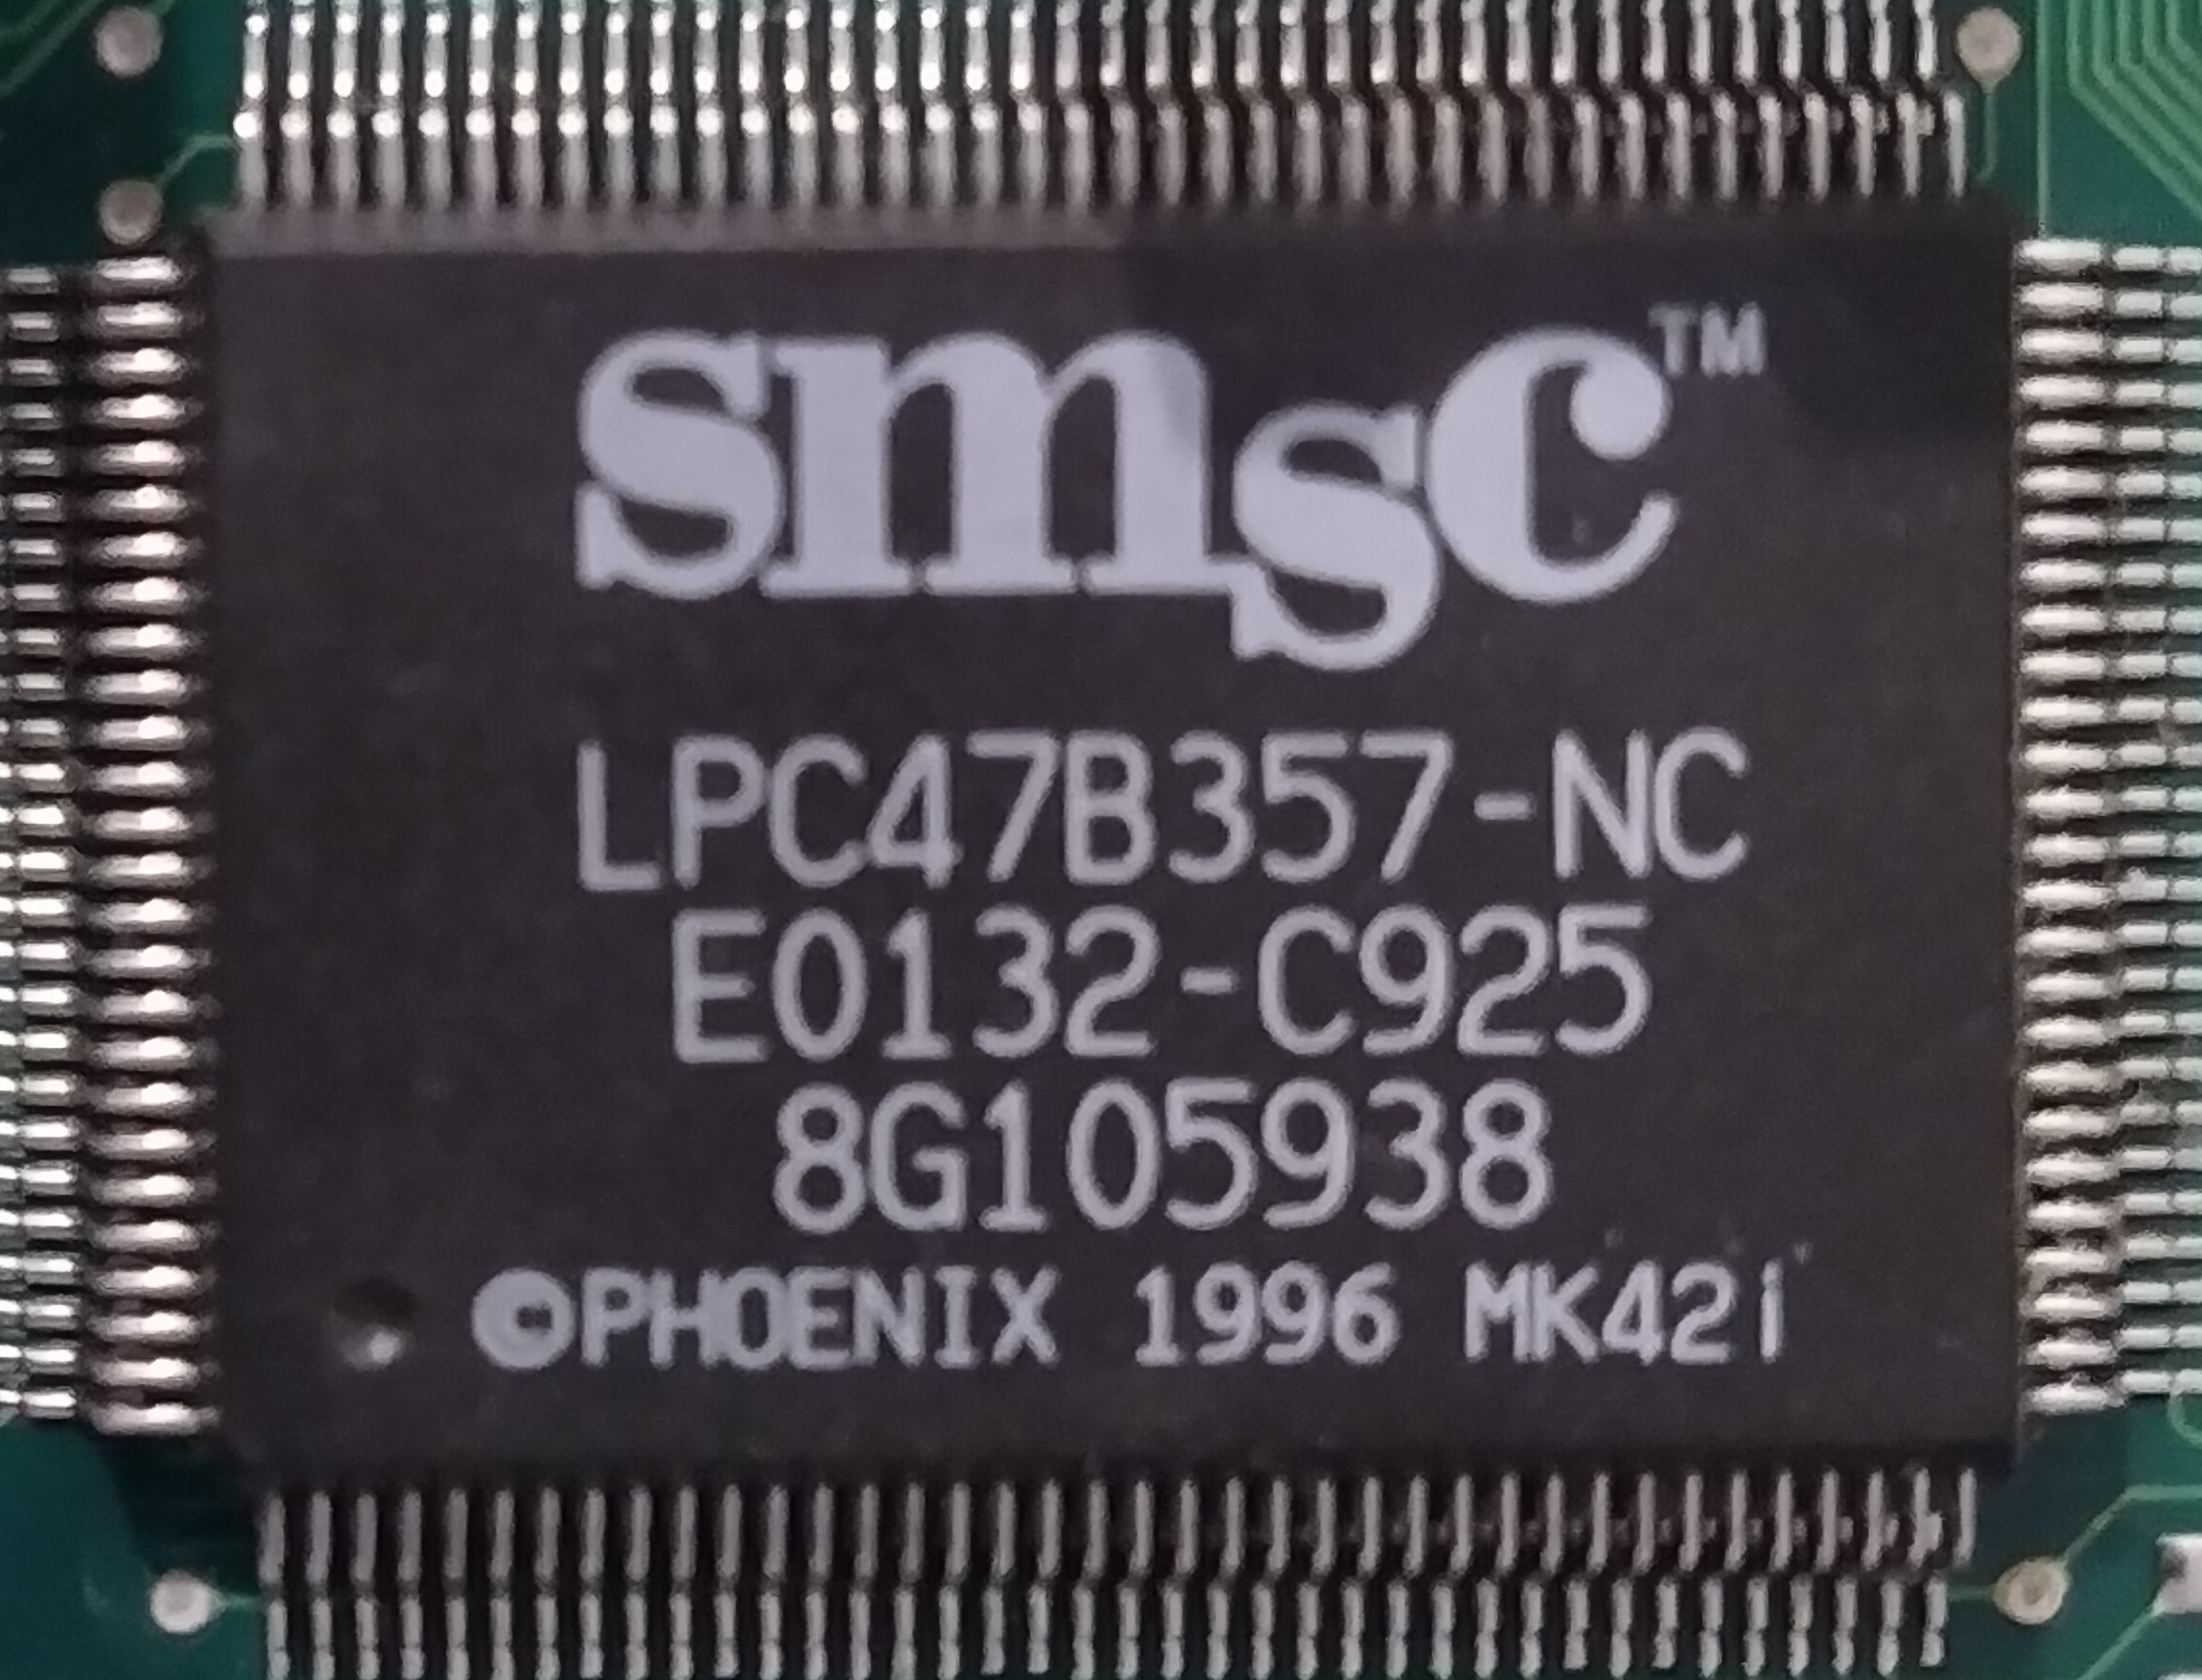 smsc™
LPC47B357-NC
E0132-C925
8G105938
©PHOENIX 1996 MK42i